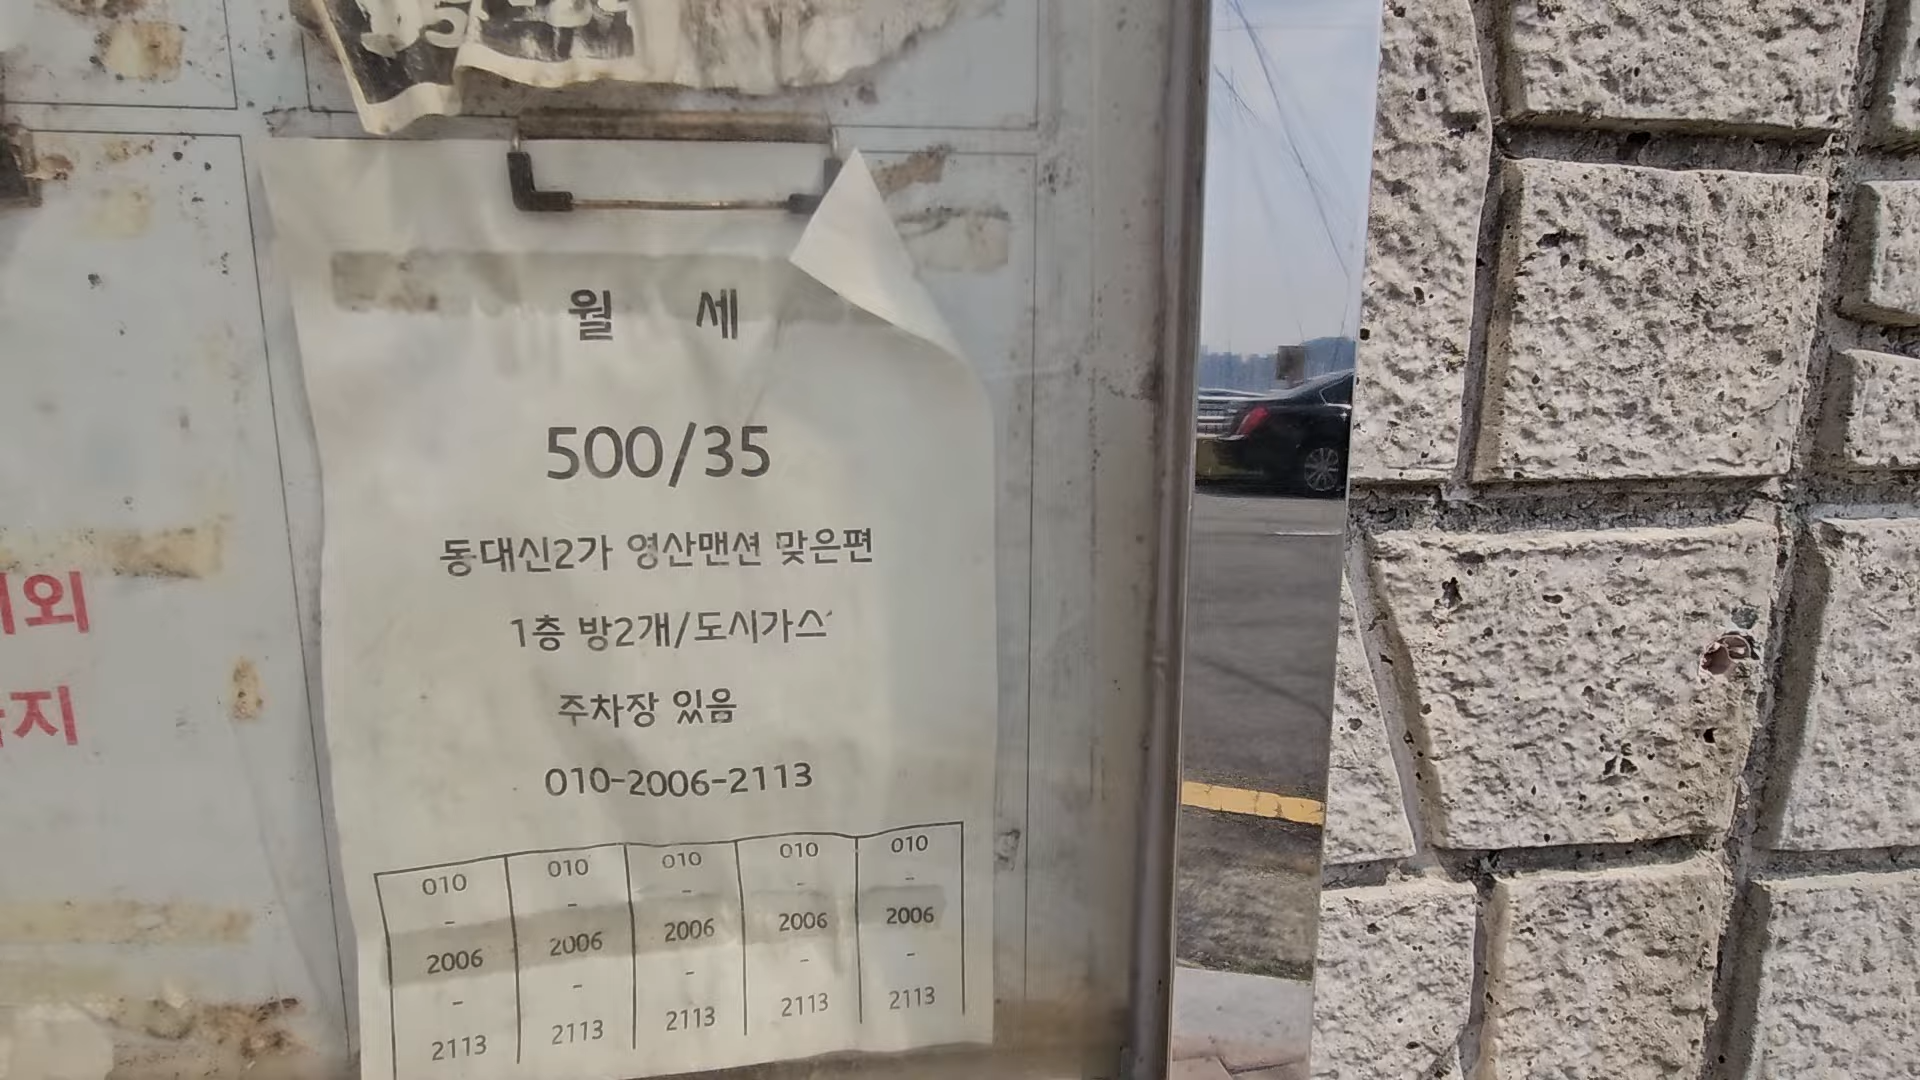 월 세
500/35
동대신2가 영산맨션 맞은편
1층 방2개/도시가스
주차장 있음
010-2006-2113
010 010 010 010 010
- - - - -
2006 2006 2006 2006 2006
- - - - -
2113 2113 2113 2113 2113
외
지